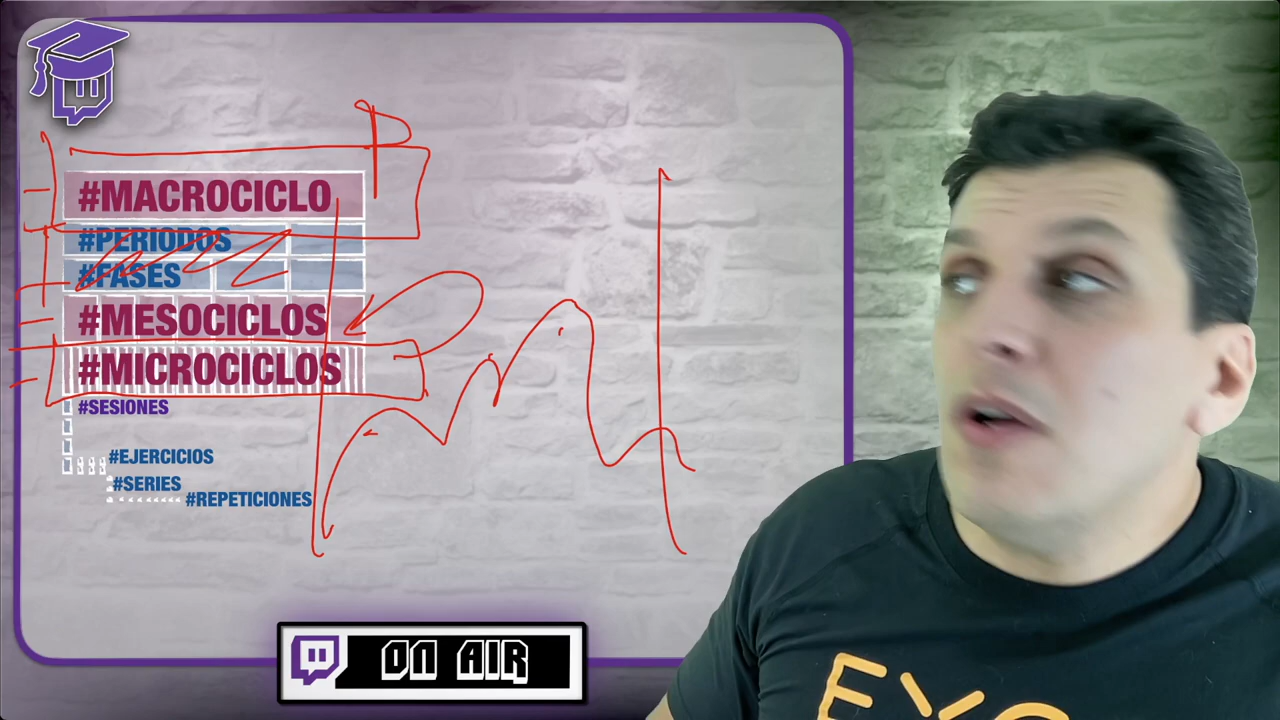 #MACROCICLO
#PERIODOS
#FASES
#MESOCICLOS
#MICROCICLOS
#SESIONES
#EJERCICIOS
#SERIES
#REPETICIONES
ON AIR